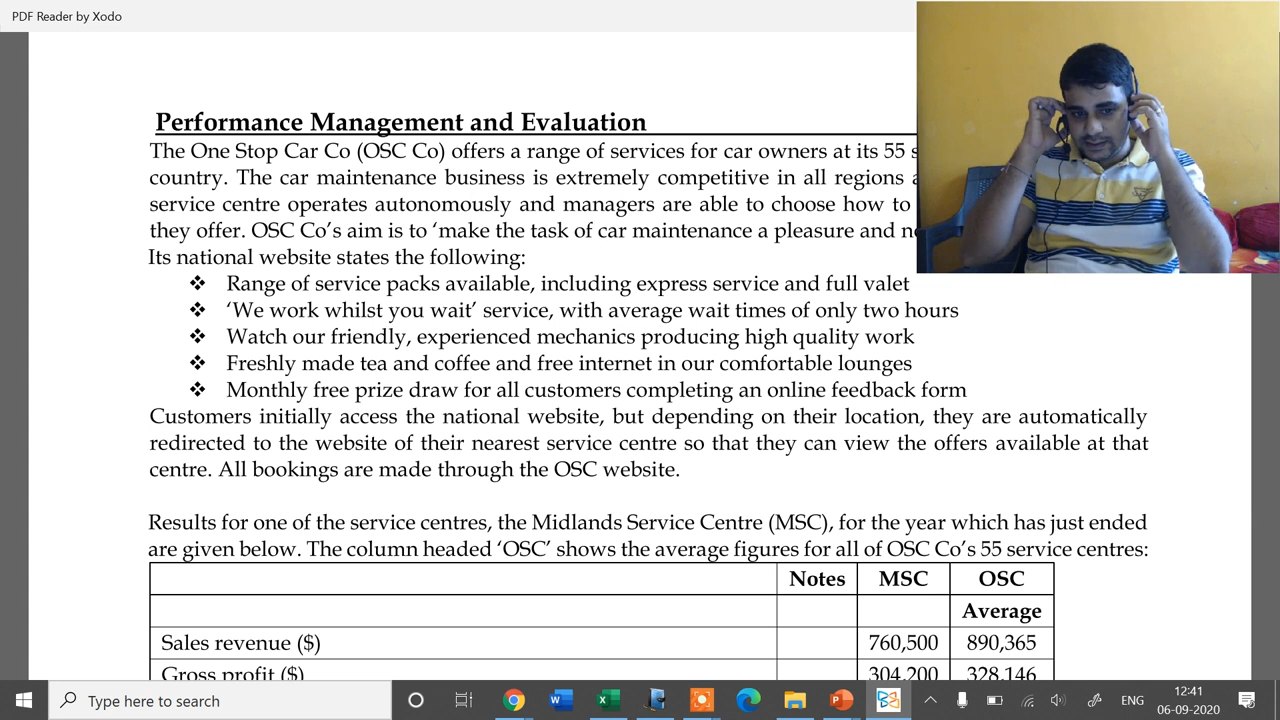 PDF Reader by Xodo
Performance Management and Evaluation
The One Stop Car Co (OSC Co) offers a range of services for car owners at its 55
country. The car maintenance business is extremely competitive in all regions
service centre operates autonomously and managers are able to choose how to
they offer. OSC Co’s aim is to ‘make the task of car maintenance a pleasure and
Its national website states the following:
❖ Range of service packs available, including express service and full valet
❖ ‘We work whilst you wait’ service, with average wait times of only two hours
❖ Watch our friendly, experienced mechanics producing high quality work
❖ Freshly made tea and coffee and free internet in our comfortable lounges
❖ Monthly free prize draw for all customers completing an online feedback form
Customers initially access the national website, but depending on their location, they are automatically
redirected to the website of their nearest service centre so that they can view the offers available at that
centre. All bookings are made through the OSC website.
Results for one of the service centres, the Midlands Service Centre (MSC), for the year which has just ended
are given below. The column headed ‘OSC’ shows the average figures for all of OSC Co’s 55 service centres:
Notes MSC OSC
Average
Sales revenue ($) 760,500 890,365
Gross profit ($) 304,200 328,146
Type here to search
ENG
12:41
06-09-2020